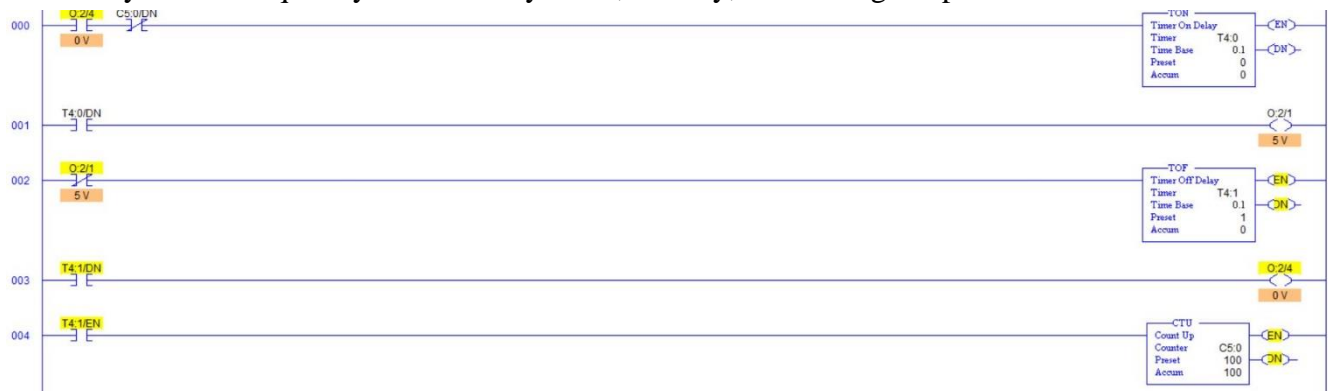 O:2/4 C5:0/DN
000
0 V
TON
Timer On Delay
Timer T4:0
Time Base 0.1
Preset 0
Accum 0
EN
DN
T4:0/DN
001
O:2/1
5 V
O:2/1
002
5 V
TOF
Timer Off Delay
Timer T4:1
Time Base 0.1
Preset 1
Accum 0
EN
DN
T4:1/DN
003
O:2/4
0 V
T4:1/EN
004
CTU
Count Up
Counter C5:0
Preset 100
Accum 100
EN
DN